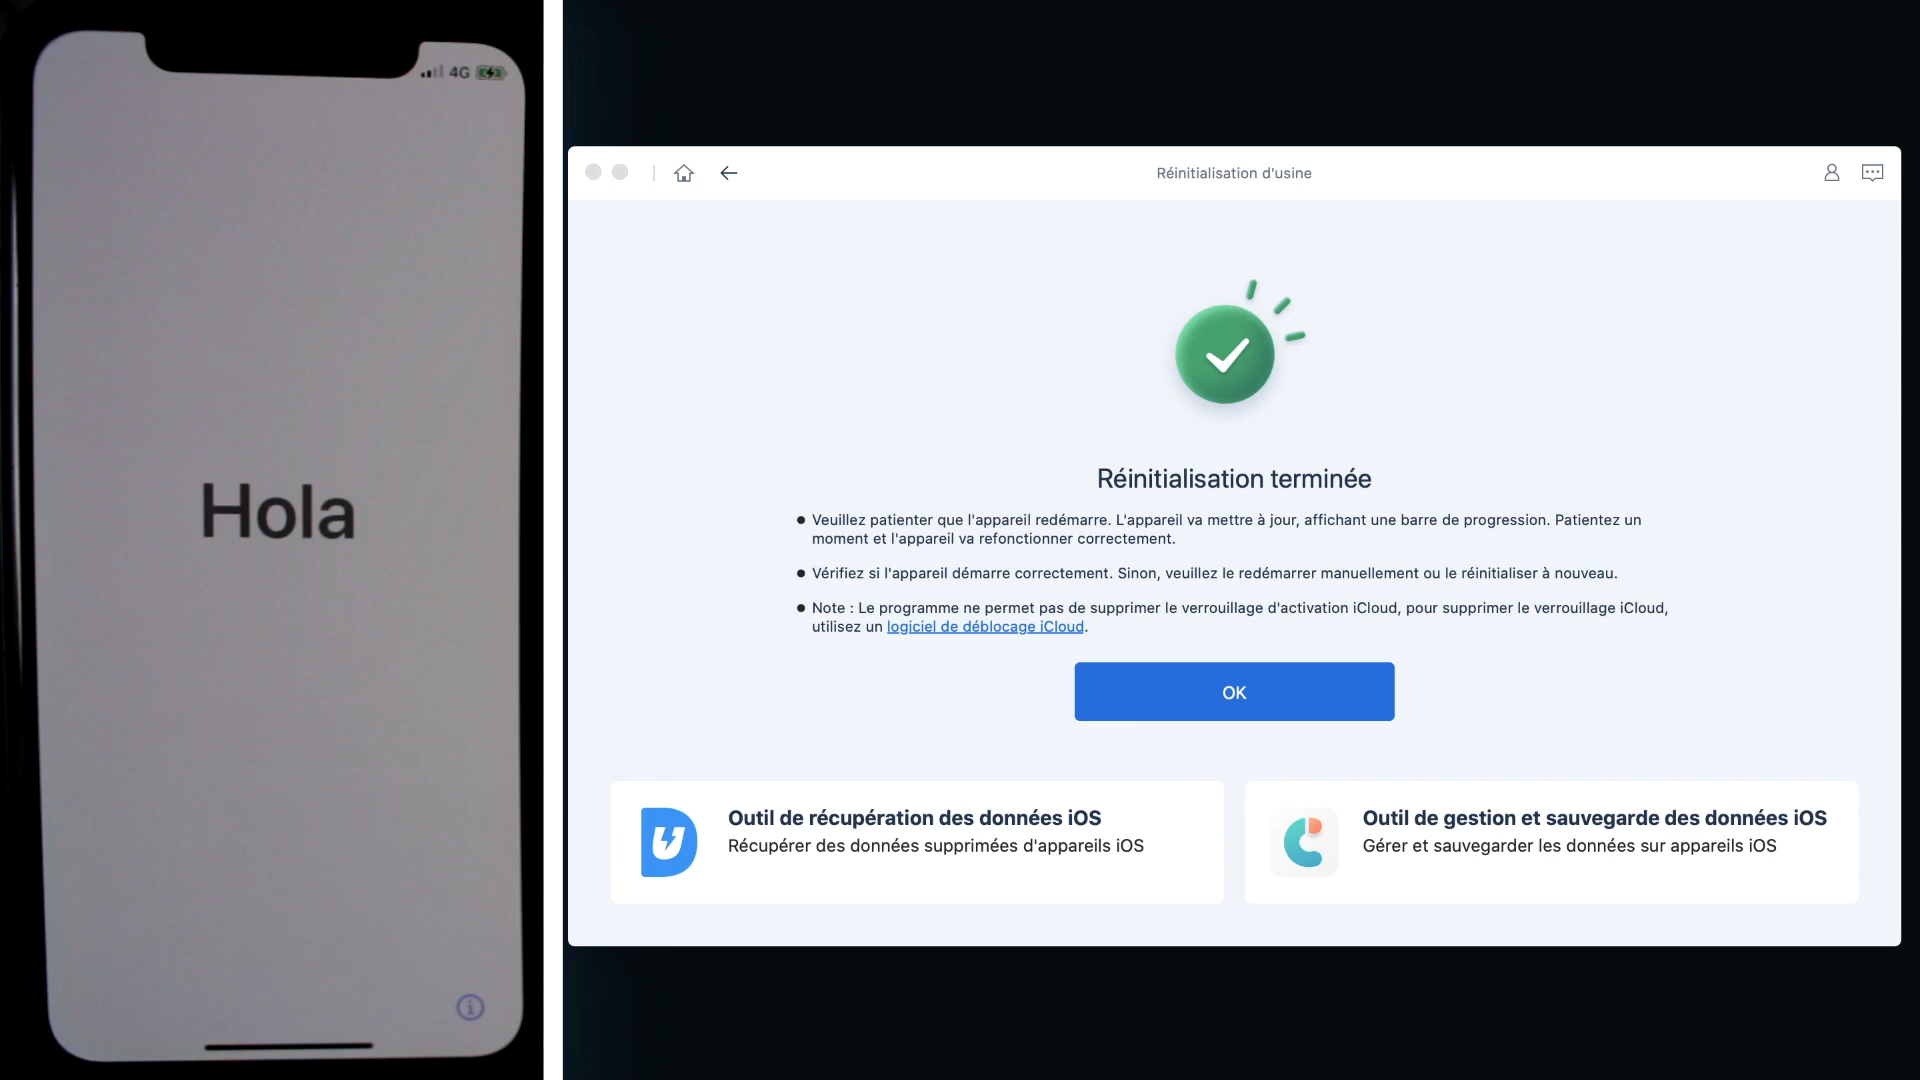 4G
Hola
Réinitialisation d'usine
Réinitialisation terminée
● Veuillez patienter que l'appareil redémarre. L'appareil va mettre à jour, affichant une barre de progression. Patientez un
moment et l'appareil va refonctionner correctement.
● Vérifiez si l'appareil démarre correctement. Sinon, veuillez le redémarrer manuellement ou le réinitialiser à nouveau.
● Note : Le programme ne permet pas de supprimer le verrouillage d'activation iCloud, pour supprimer le verrouillage iCloud,
utilisez un logiciel de déblocage iCloud.
OK
Outil de récupération des données iOS
Récupérer des données supprimées d'appareils iOS
Outil de gestion et sauvegarde des données iOS
Gérer et sauvegarder les données sur appareils iOS